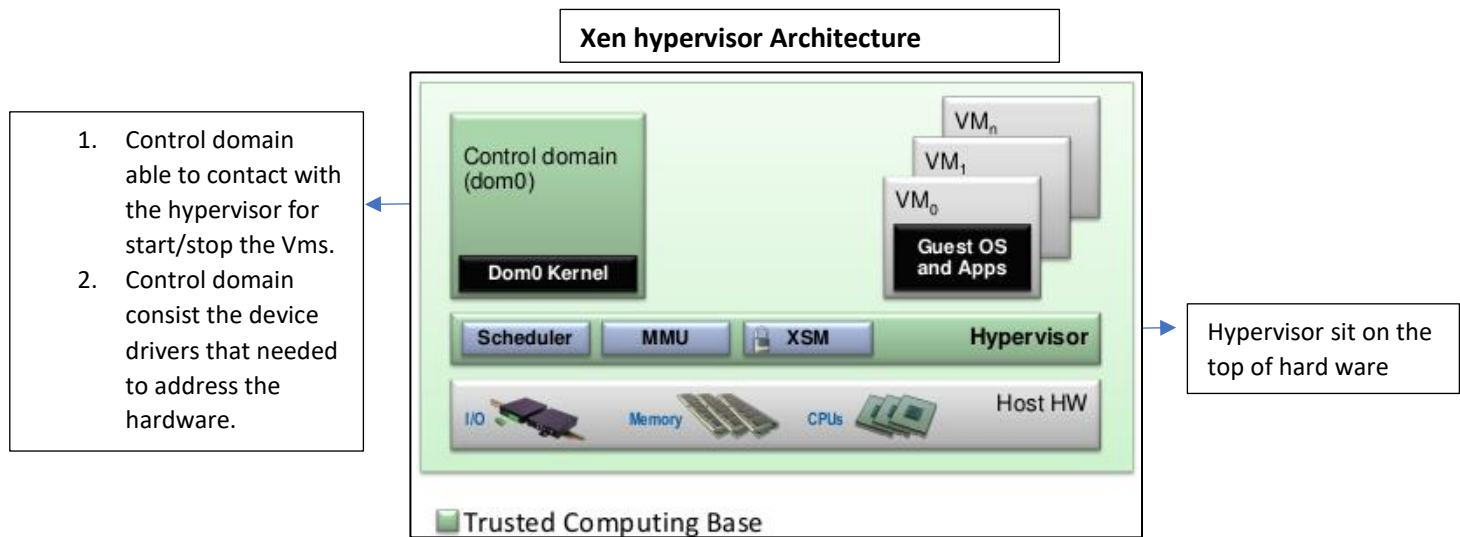 Xen hypervisor Architecture
1. Control domain
able to contact with
the hypervisor for
start/stop the Vms.
2. Control domain
consist the device
drivers that needed
to address the
hardware.
Control domain
(dom0)
Dom0 Kernel
VMn
VM1
VM0
Guest OS
and Apps
Scheduler MMU XSM Hypervisor
I/O Memory CPUs Host HW
Trusted Computing Base
Hypervisor sit on the
top of hard ware